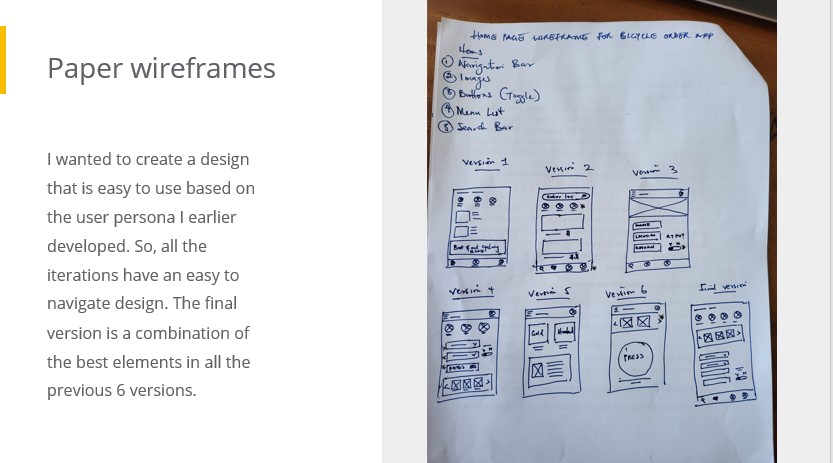 Paper wireframes
I wanted to create a design
that is easy to use based on
the user persona I earlier
developed. So, all the
iterations have an easy to
navigate design. The final
version is a combination of
the best elements in all the
previous 6 versions.
HOME PAGE WIREFRAME FOR BICYCLE ORDER APP
Items
1 Navigation Bar
2 Images
3 Buttons (Toggle)
4 Menu List
5 Search Bar
Version 1
Version 2
Version 3
Version 4
Version 5
Version 6
PRESS
Final version